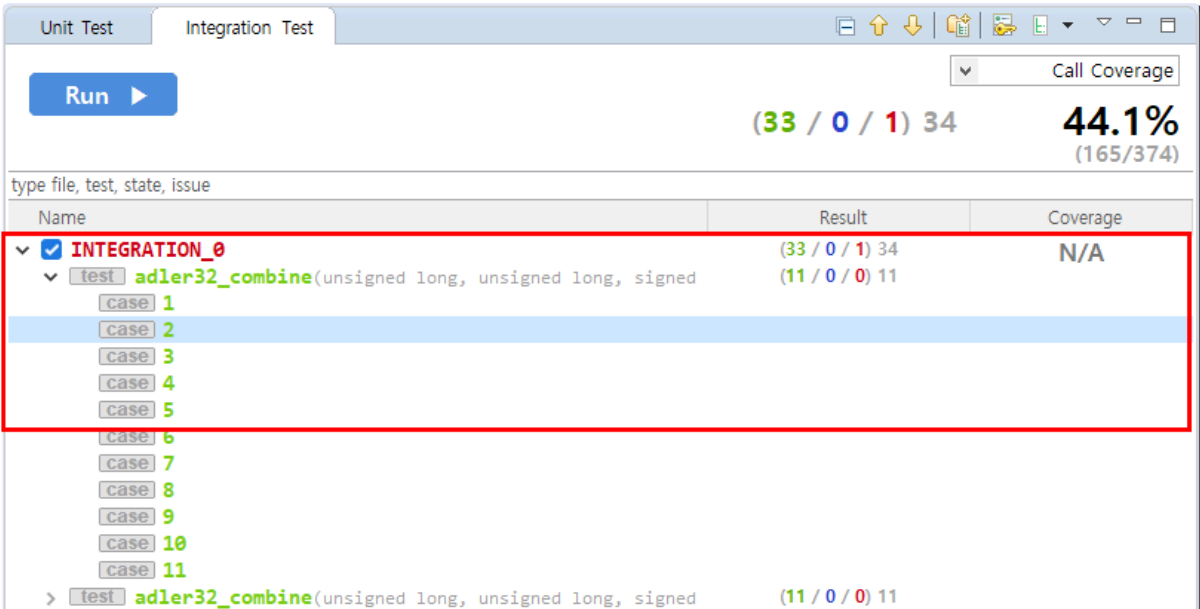 Unit Test Integration Test
Run
Call Coverage
(33 / 0 / 1) 34 44.1%
(165/374)
type file, test, state, issue
Name Result Coverage
INTEGRATION_0 (33 / 0 / 1) 34 N/A
test adler32_combine(unsigned long, unsigned long, signed (11 / 0 / 0) 11
case 1
case 2
case 3
case 4
case 5
case 6
case 7
case 8
case 9
case 10
case 11
test adler32_combine(unsigned long, unsigned long, signed (11 / 0 / 0) 11